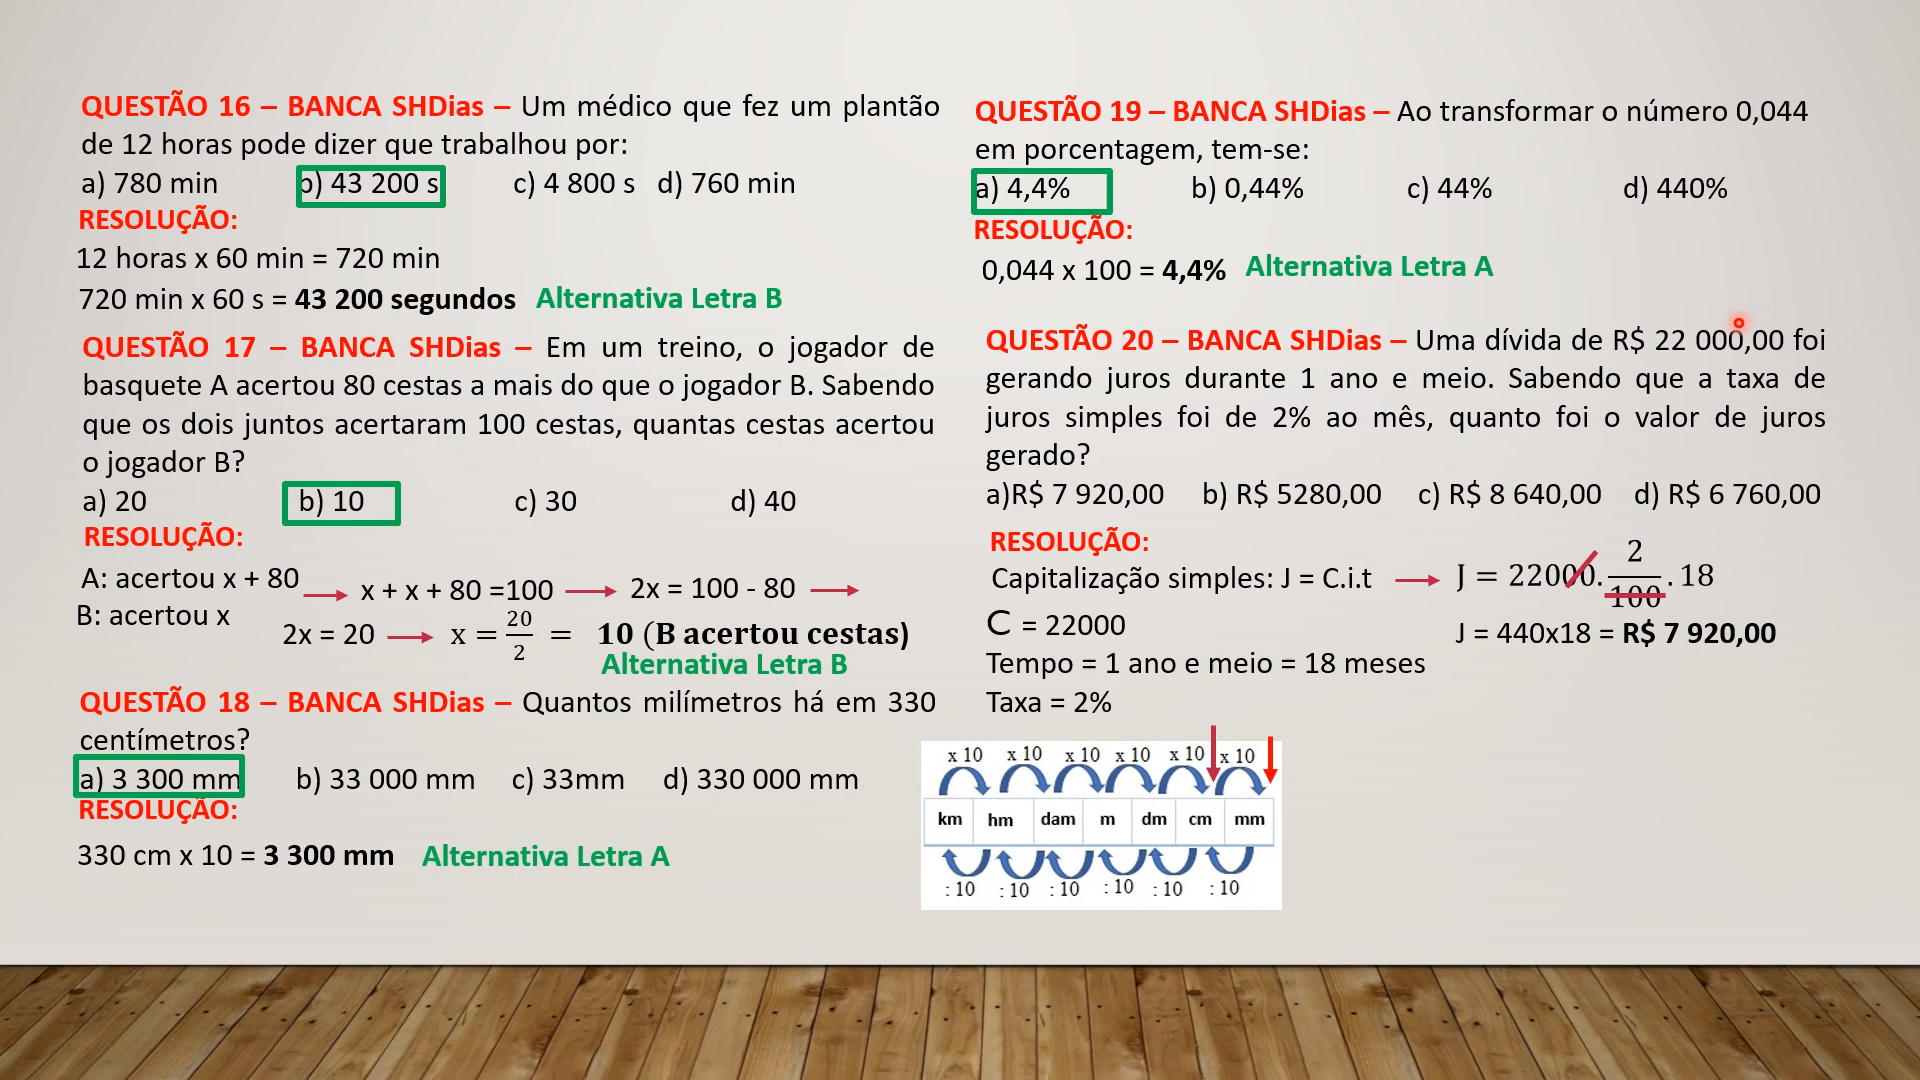 QUESTÃO 16 – BANCA SHDias – Um médico que fez um plantão
de 12 horas pode dizer que trabalhou por:
a) 780 min b) 43 200 s c) 4 800 s d) 760 min
RESOLUÇÃO:
12 horas x 60 min = 720 min
720 min x 60 s = 43 200 segundos Alternativa Letra B
QUESTÃO 17 – BANCA SHDias – Em um treino, o jogador de
basquete A acertou 80 cestas a mais do que o jogador B. Sabendo
que os dois juntos acertaram 100 cestas, quantas cestas acertou
o jogador B?
a) 20 b) 10 c) 30 d) 40
RESOLUÇÃO:
A: acertou x + 80
B: acertou x
x + x + 80 =100
2x = 100 - 80
2x = 20
x = 20/2 = 10 (B acertou cestas)
Alternativa Letra B
QUESTÃO 18 – BANCA SHDias – Quantos milímetros há em 330
centímetros?
a) 3 300 mm b) 33 000 mm c) 33mm d) 330 000 mm
RESOLUÇÃO:
330 cm x 10 = 3 300 mm Alternativa Letra A
QUESTÃO 19 – BANCA SHDias – Ao transformar o número 0,044
em porcentagem, tem-se:
a) 4,4% b) 0,44% c) 44% d) 440%
RESOLUÇÃO:
0,044 x 100 = 4,4% Alternativa Letra A
QUESTÃO 20 – BANCA SHDias – Uma dívida de R$ 22 000,00 foi
gerando juros durante 1 ano e meio. Sabendo que a taxa de
juros simples foi de 2% ao mês, quanto foi o valor de juros
gerado?
a)R$ 7 920,00 b) R$ 5280,00 c) R$ 8 640,00 d) R$ 6 760,00
RESOLUÇÃO:
Capitalização simples: J = C.i.t
J = 22000. 2/100 . 18
C = 22000
J = 440x18 = R$ 7 920,00
Tempo = 1 ano e meio = 18 meses
Taxa = 2%
x 10 x 10 x 10 x 10 x 10 x 10
km hm dam m dm cm mm
: 10 : 10 : 10 : 10 : 10 : 10